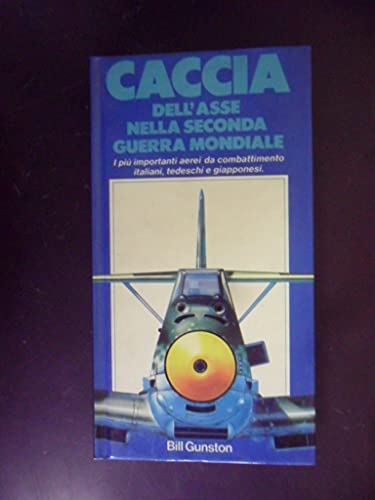 CACCIA
DELL'ASSE
NELLA SECONDA
GUERRA MONDIALE
I più importanti aerei da combattimento
italiani, tedeschi e giapponesi.
Bill Gunston